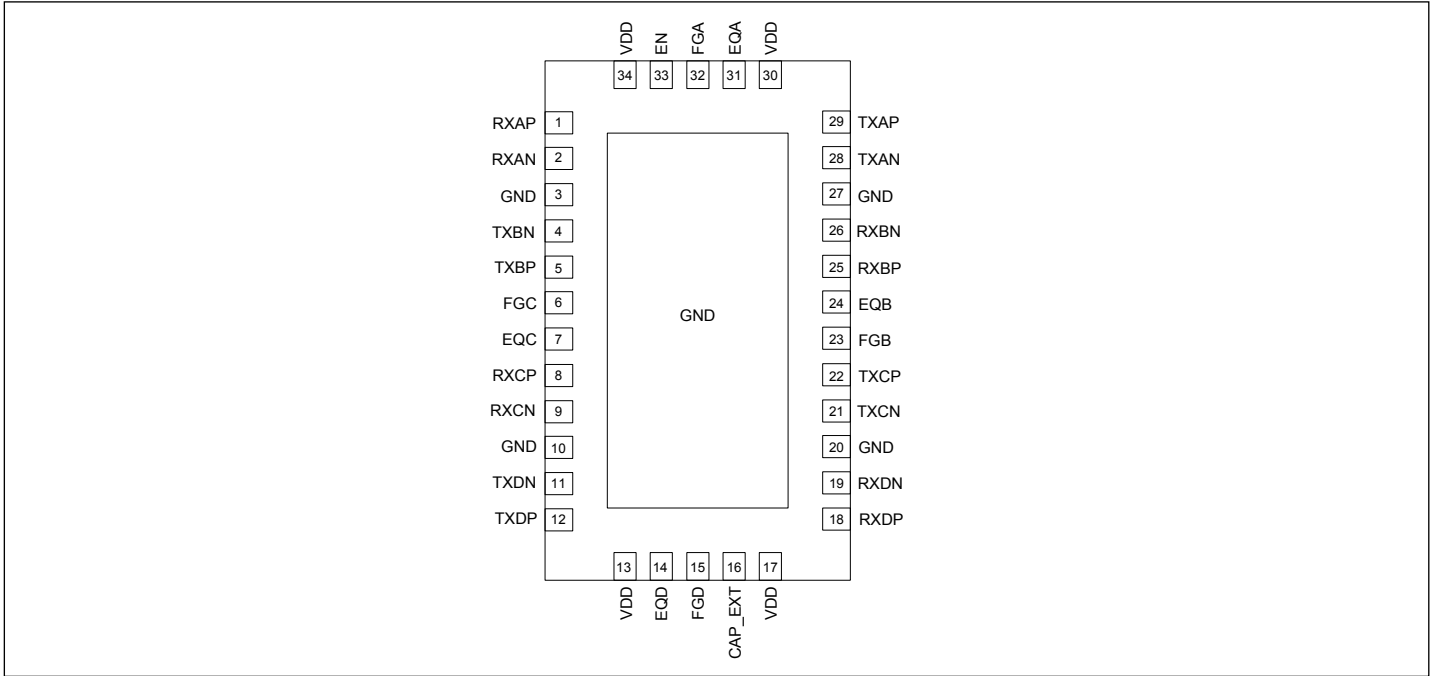 VDD EN FGA EQA VDD
34 33 32 31 30
RXAP 1 29 TXAP
RXAN 2 28 TXAN
GND 3 27 GND
TXBN 4 26 RXBN
TXBP 5 25 RXBP
FGC 6 24 EQB
GND
EQC 7 23 FGB
RXCP 8 22 TXCP
RXCN 9 21 TXCN
GND 10 20 GND
TXDN 11 19 RXDN
TXDP 12 18 RXDP
13 14 15 16 17
VDD EQD FGD CAP_EXT VDD